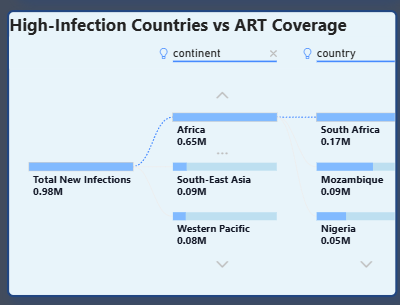 High-Infection Countries vs ART Coverage
continent
country
Africa
0.65M
South Africa
0.17M
Total New Infections
0.98M
South-East Asia
0.09M
Mozambique
0.09M
Western Pacific
0.08M
Nigeria
0.05M